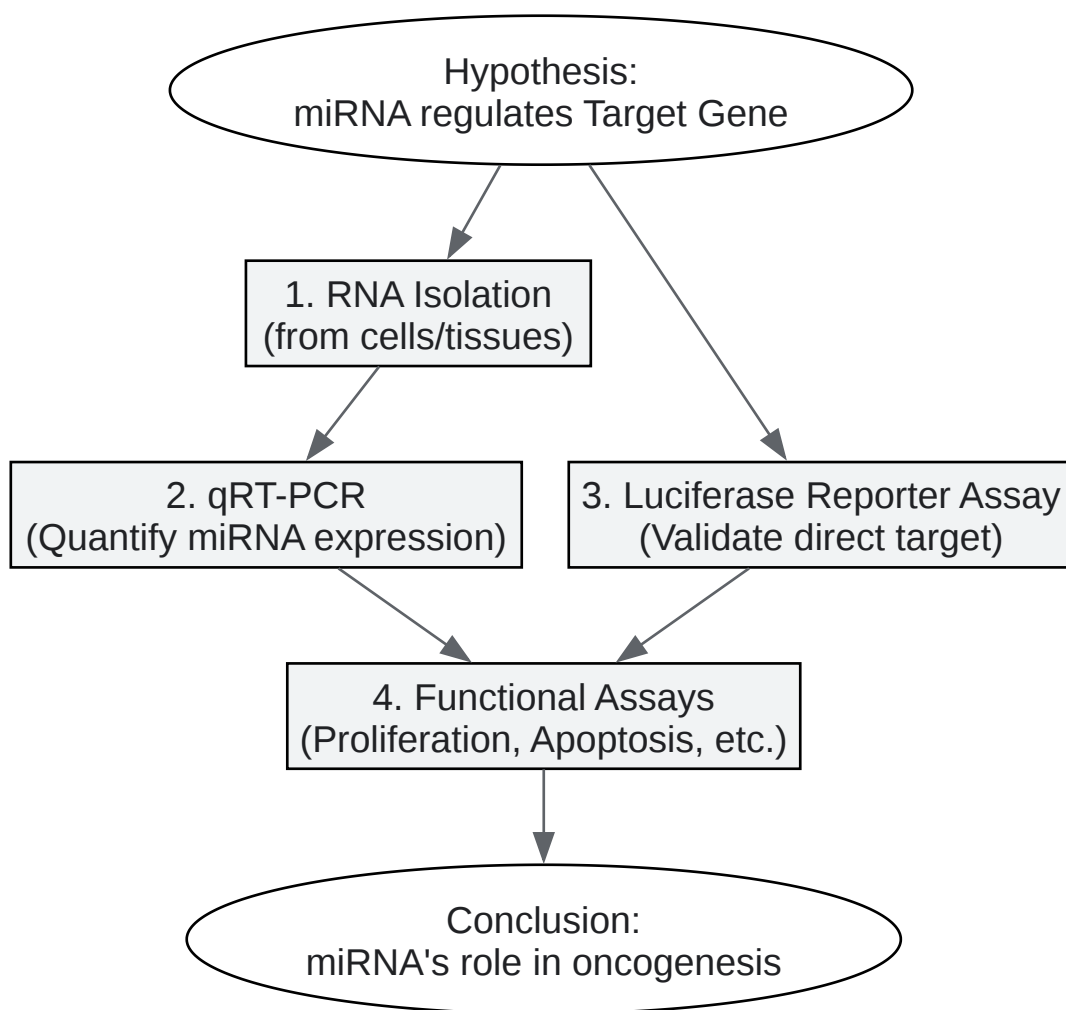 Hypothesis:
miRNA regulates Target Gene
1. RNA Isolation
(from cells/tissues)
2. qRT-PCR
(Quantify miRNA expression)
3. Luciferase Reporter Assay
(Validate direct target)
4. Functional Assays
(Proliferation, Apoptosis, etc.)
Conclusion:
miRNA's role in oncogenesis